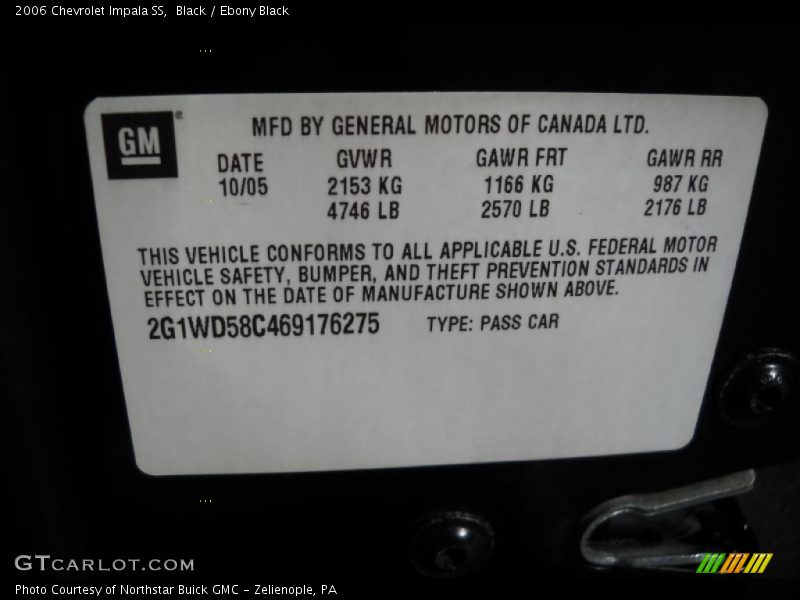 2006 Chevrolet Impala SS,  Black / Ebony Black
GM ®
MFD BY GENERAL MOTORS OF CANADA LTD.
DATE GVWR GAWR FRT GAWR RR
10/05 2153 KG 1166 KG 987 KG
4746 LB 2570 LB 2176 LB
THIS VEHICLE CONFORMS TO ALL APPLICABLE U.S. FEDERAL MOTOR
VEHICLE SAFETY, BUMPER, AND THEFT PREVENTION STANDARDS IN
EFFECT ON THE DATE OF MANUFACTURE SHOWN ABOVE.
2G1WD58C469176275 TYPE: PASS CAR
GTCARLOT.COM
Photo Courtesy of Northstar Buick GMC - Zelienople, PA